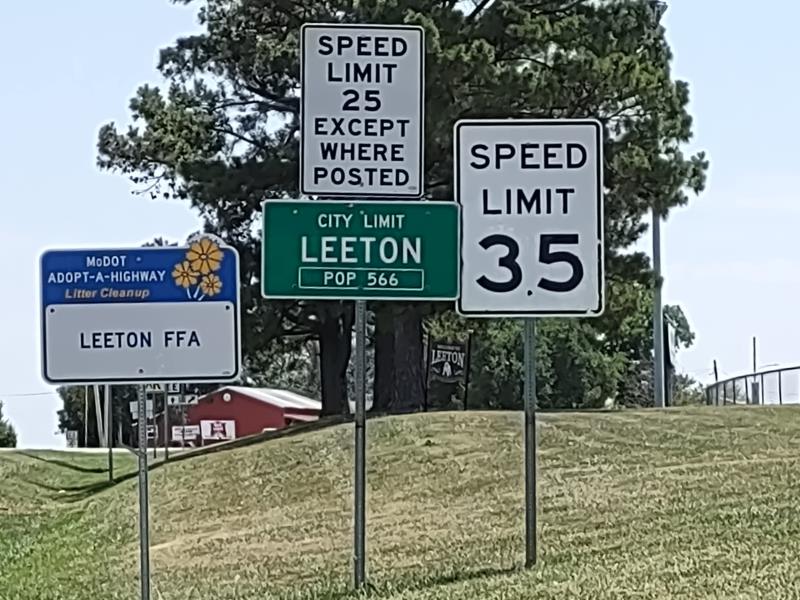 SPEED
LIMIT
25
EXCEPT
WHERE
POSTED
SPEED
LIMIT
35
CITY LIMIT
LEETON
POP 566
McDOT
ADOPT-A-HIGHWAY
Litter Cleanup
LEETON FFA
LEETON